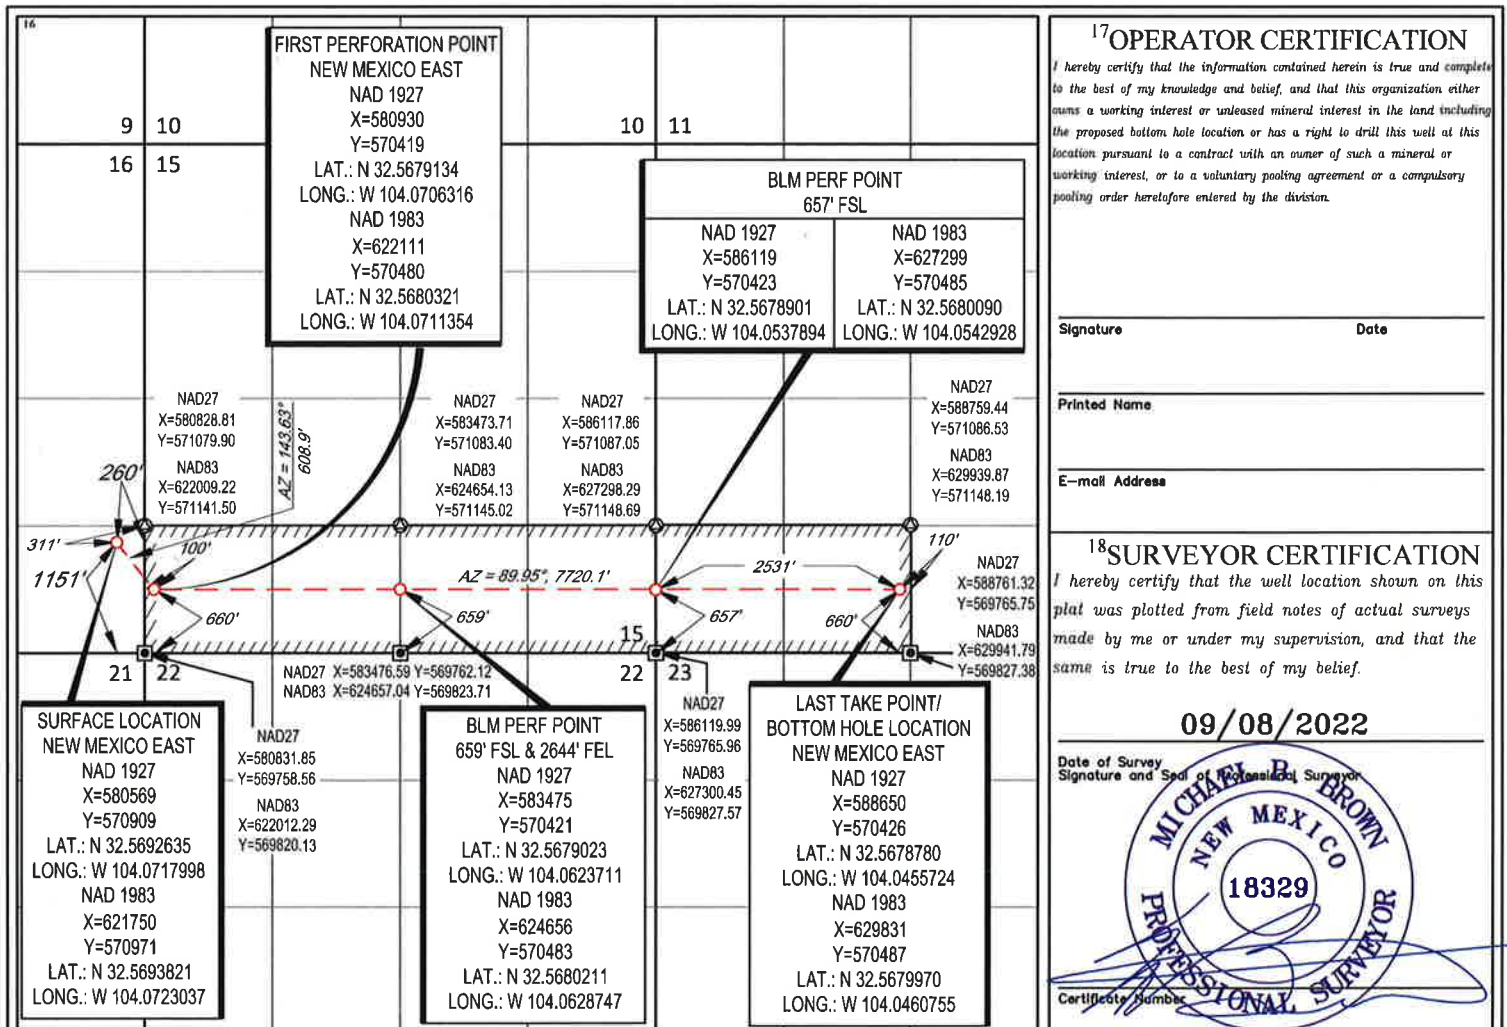 16
FIRST PERFORATION POINT
NEW MEXICO EAST
NAD 1927
X=580930
Y=570419
LAT.: N 32.5679134
LONG.: W 104.0706316
NAD 1983
X=622111
Y=570480
LAT.: N 32.5680321
LONG.: W 104.0711354
9 10
16 15
10 11
BLM PERF POINT
657' FSL
NAD 1927
X=586119
Y=570423
LAT.: N 32.5678901
LONG.: W 104.0537894
NAD 1983
X=627299
Y=570485
LAT.: N 32.5680090
LONG.: W 104.0542928
NAD27
X=580828.81
Y=571079.90
NAD83
X=622009.22
Y=571141.50
AZ = 143.63°
608.9'
NAD27
X=583473.71
Y=571083.40
NAD83
X=624654.13
Y=571145.02
NAD27
X=586117.86
Y=571087.05
NAD83
X=627298.29
Y=571148.69
NAD27
X=588759.44
Y=571086.53
NAD83
X=629939.87
Y=571148.19
260'
311'
1151'
100'
AZ = 89.95°, 7720.1'
2531'
110'
660'
659'
657'
660'
15
21 22
22 23
NAD27
X=588761.32
Y=569765.75
NAD83
X=629941.79
Y=569827.38
NAD27 X=583476.59 Y=569762.12
NAD83 X=624657.04 Y=569823.71
SURFACE LOCATION
NEW MEXICO EAST
NAD 1927
X=580569
Y=570909
LAT.: N 32.5692635
LONG.: W 104.0717998
NAD 1983
X=621750
Y=570971
LAT.: N 32.5693821
LONG.: W 104.0723037
NAD27
X=580831.85
Y=569758.56
NAD83
X=622012.29
Y=569820.13
BLM PERF POINT
659' FSL & 2644' FEL
NAD 1927
X=583475
Y=570421
LAT.: N 32.5679023
LONG.: W 104.0623711
NAD 1983
X=624656
Y=570483
LAT.: N 32.5680211
LONG.: W 104.0628747
NAD27
X=586119.99
Y=569765.96
NAD83
X=627300.45
Y=569827.57
LAST TAKE POINT/
BOTTOM HOLE LOCATION
NEW MEXICO EAST
NAD 1927
X=588650
Y=570426
LAT.: N 32.5678780
LONG.: W 104.0455724
NAD 1983
X=629831
Y=570487
LAT.: N 32.5679970
LONG.: W 104.0460755
17 OPERATOR CERTIFICATION
I hereby certify that the information contained herein is true and complete
to the best of my knowledge and belief, and that this organization either
owns a working interest or unleased mineral interest in the land including
the proposed bottom hole location or has a right to drill this well at this
location pursuant to a contract with an owner of such a mineral or
working interest, or to a voluntary pooling agreement or a compulsory
pooling order heretofore entered by the division.
Signature Date
Printed Name
E-mail Address
18 SURVEYOR CERTIFICATION
I hereby certify that the well location shown on this
plat was plotted from field notes of actual surveys
made by me or under my supervision, and that the
same is true to the best of my belief.
09/08/2022
Date of Survey
Signature and Seal of Professional Surveyor
MICHAEL B. BROWN
NEW MEXICO
18329
PROFESSIONAL SURVEYOR
Certificate Number